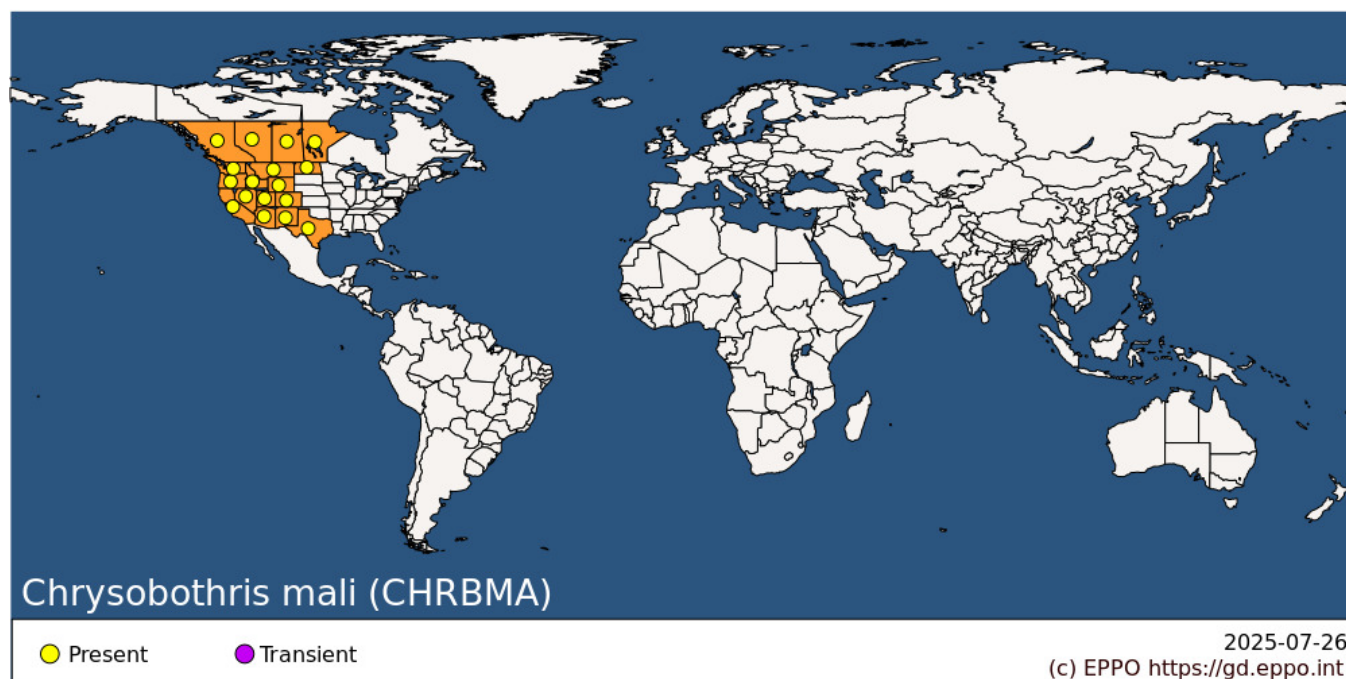 Chrysobothris mali (CHRBMA)
Present
Transient
2025-07-26
(c) EPPO https://gd.eppo.int